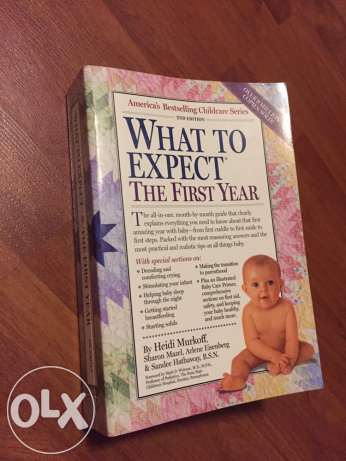 America's Bestselling Childcare Series
2ND EDITION
WHAT TO
EXPECT®
THE FIRST YEAR
The all-in-one, month-by-month guide that clearly
explains everything you need to know about that first
amazing year with baby—from first cuddle to first smile to
first steps. Packed with the most reassuring answers and the
most practical and realistic tips on all things baby.
With special sections on:
• Decoding and
comforting crying
• Stimulating your infant
• Helping baby sleep
through the night
• Getting started
breastfeeding
• Starting solids
• Making the transition
to parenthood
• Plus an illustrated
Baby Care Primer,
comprehensive
sections on first aid,
safety, and keeping
your baby healthy,
and much more.
By Heidi Murkoff,
Sharon Mazel, Arlene Eisenberg
& Sandee Hathaway, B.S.N.
OLX